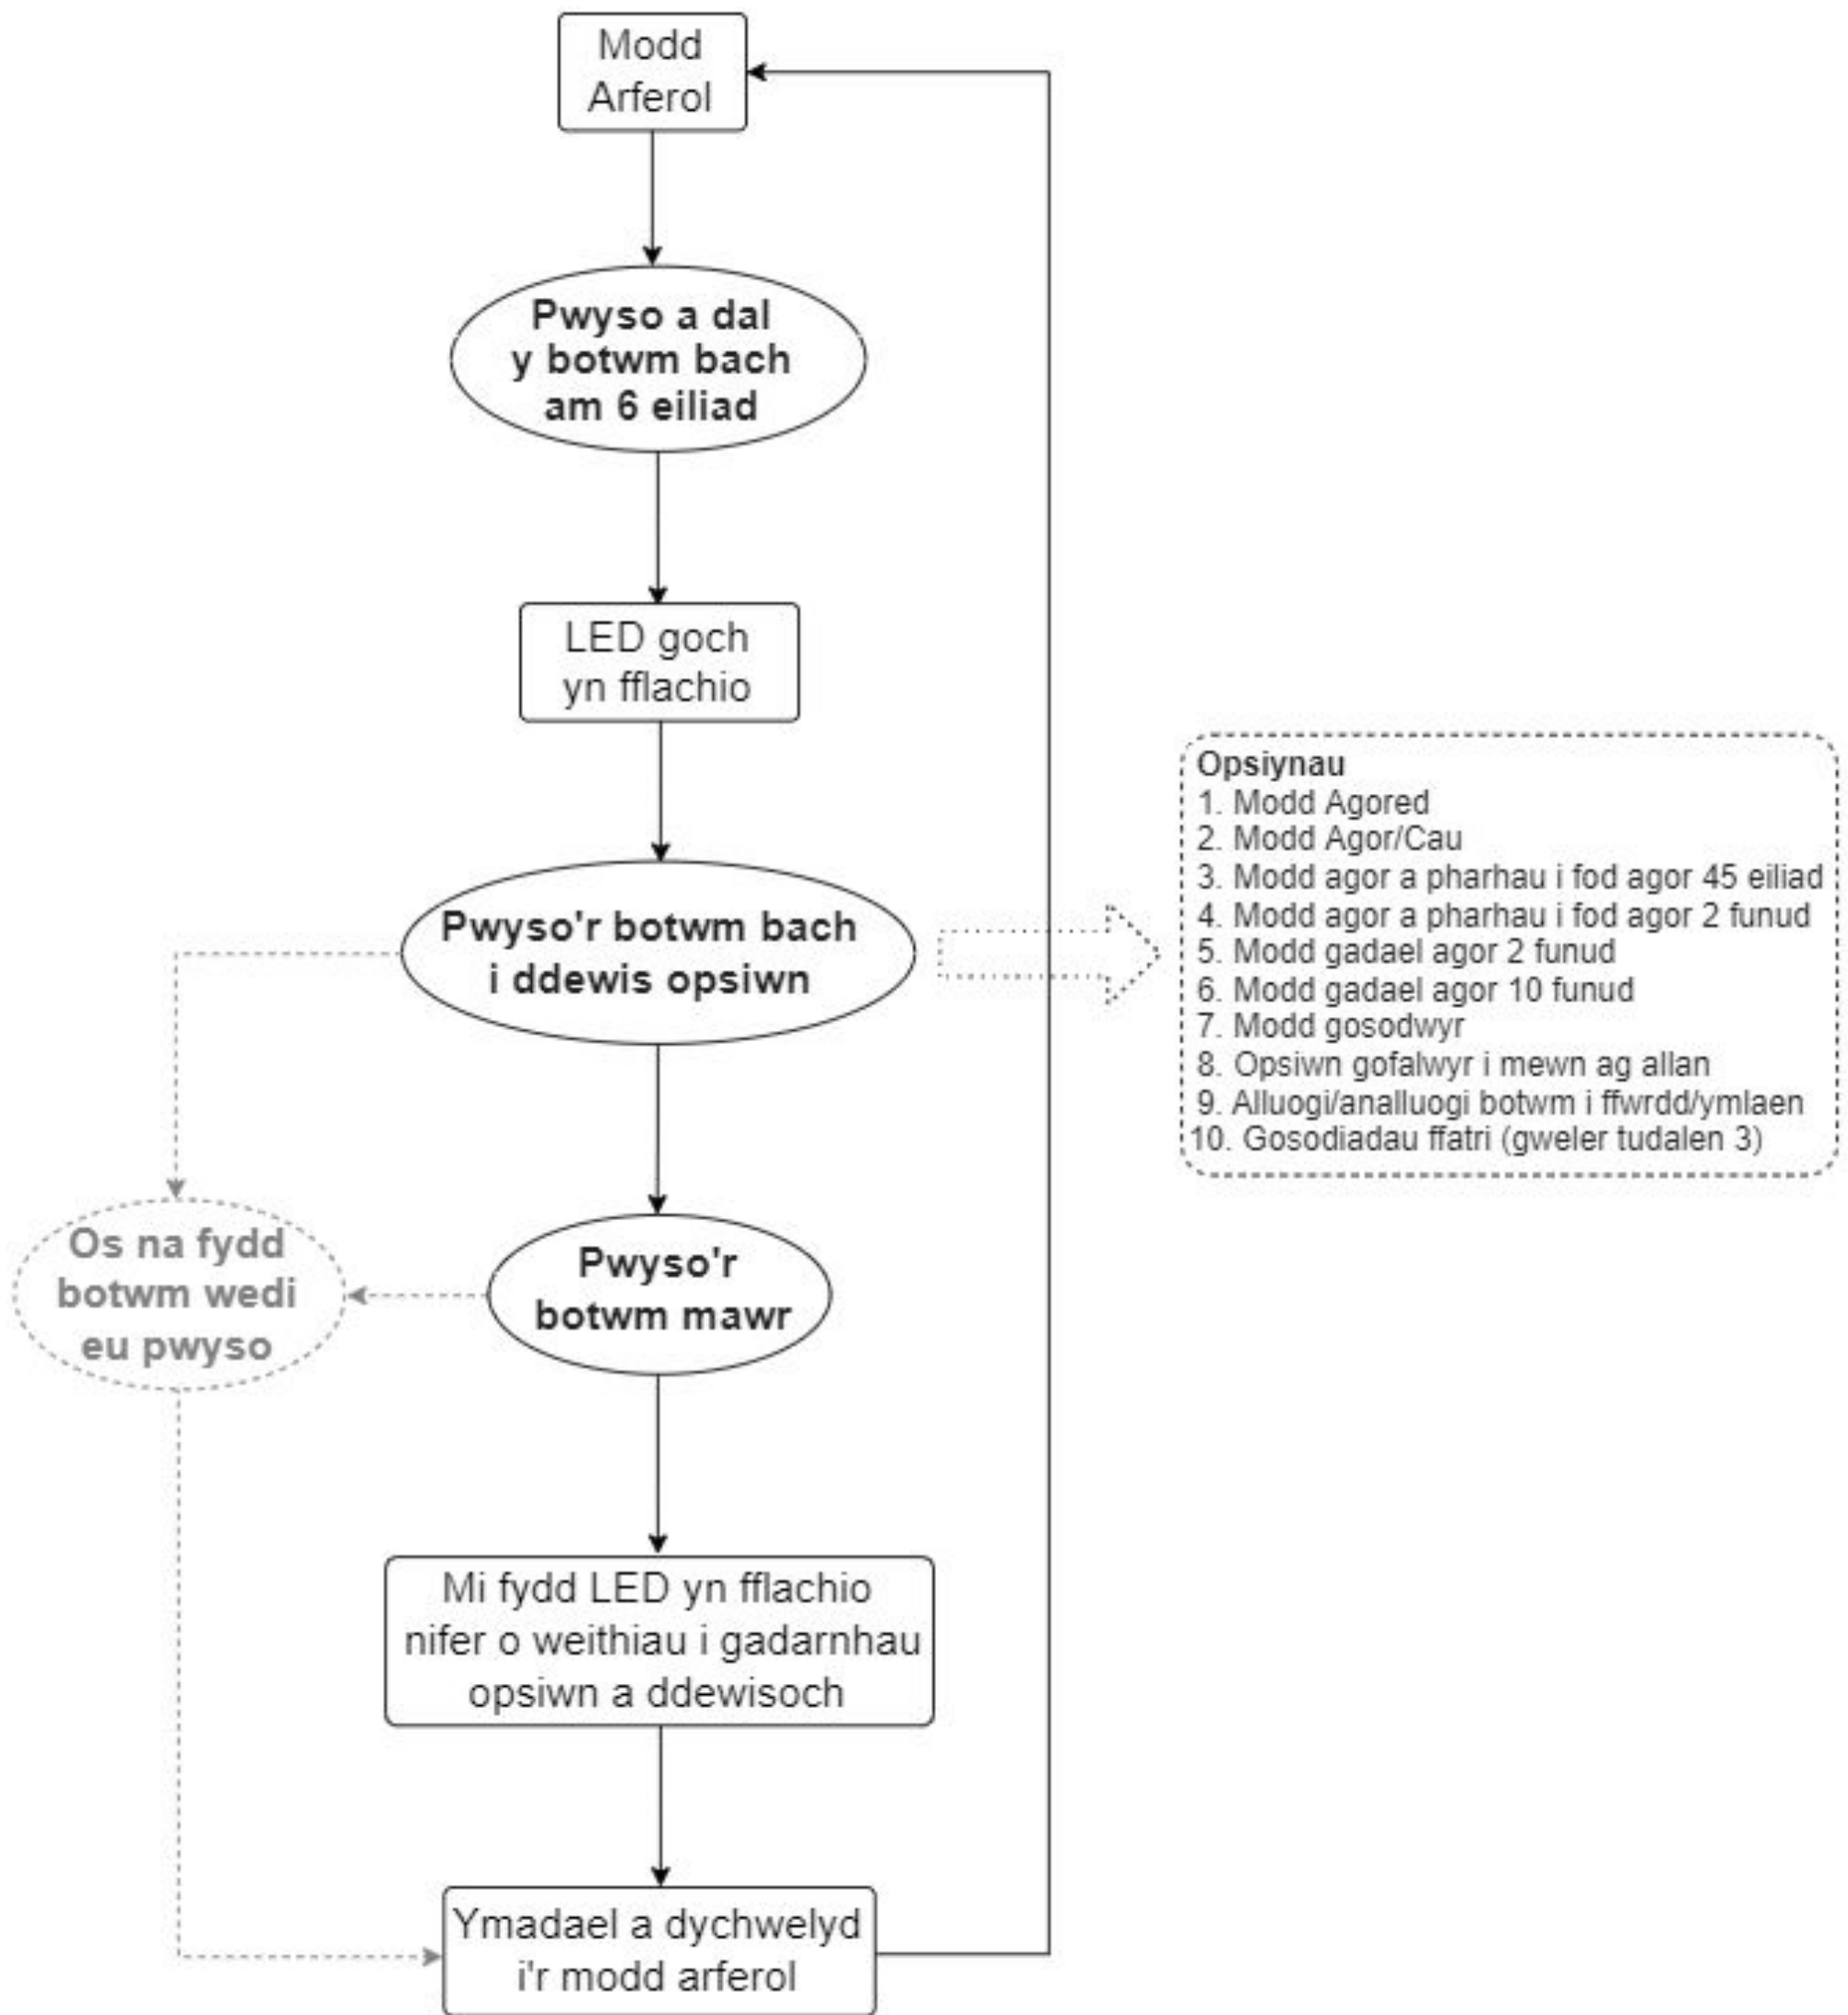 Modd
Arferol
Pwyso a dal
y botwm bach
am 6 eiliad
LED goch
yn fflachio
Pwyso'r botwm bach
i ddewis opsiwn
Opsiynau
1. Modd Agored
2. Modd Agor/Cau
3. Modd agor a pharhau i fod agor 45 eiliad
4. Modd agor a pharhau i fod agor 2 funud
5. Modd gadael agor 2 funud
6. Modd gadael agor 10 funud
7. Modd gosodwyr
8. Opsiwn gofalwyr i mewn ag allan
9. Alluogi/analluogi botwm i ffwrdd/ymlaen
10. Gosodiadau ffatri (gweler tudalen 3)
Os na fydd
botwm wedi
eu pwyso
Pwyso'r
botwm mawr
Mi fydd LED yn fflachio
nifer o weithiau i gadarnhau
opsiwn a ddewisoch
Ymadael a dychwelyd
i'r modd arferol